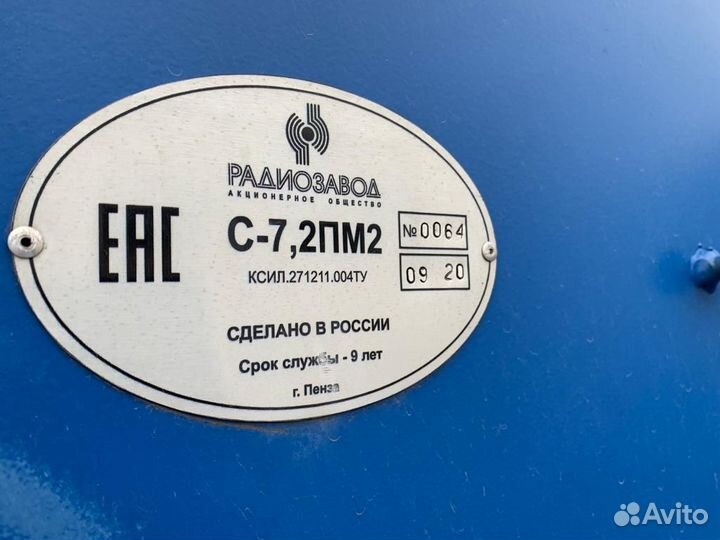 РАДИОЗАВОД
АКЦИОНЕРНОЕ ОБЩЕСТВО
ЕАС
С-7,2ПМ2
№0064
КСИЛ.271211.004ТУ
09 20
СДЕЛАНО В РОССИИ
Срок службы - 9 лет
г. Пенза
Avito